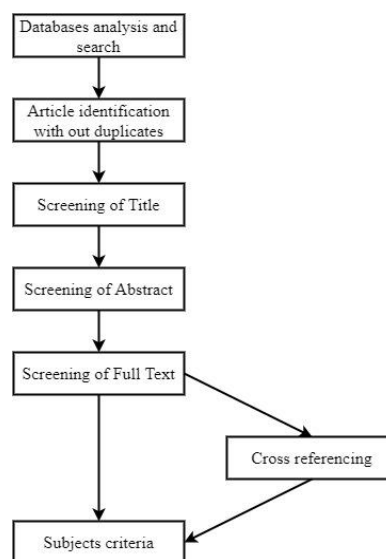 Databases analysis and
search
Article identification
with out duplicates
Screening of Title
Screening of Abstract
Screening of Full Text
Cross referencing
Subjects criteria